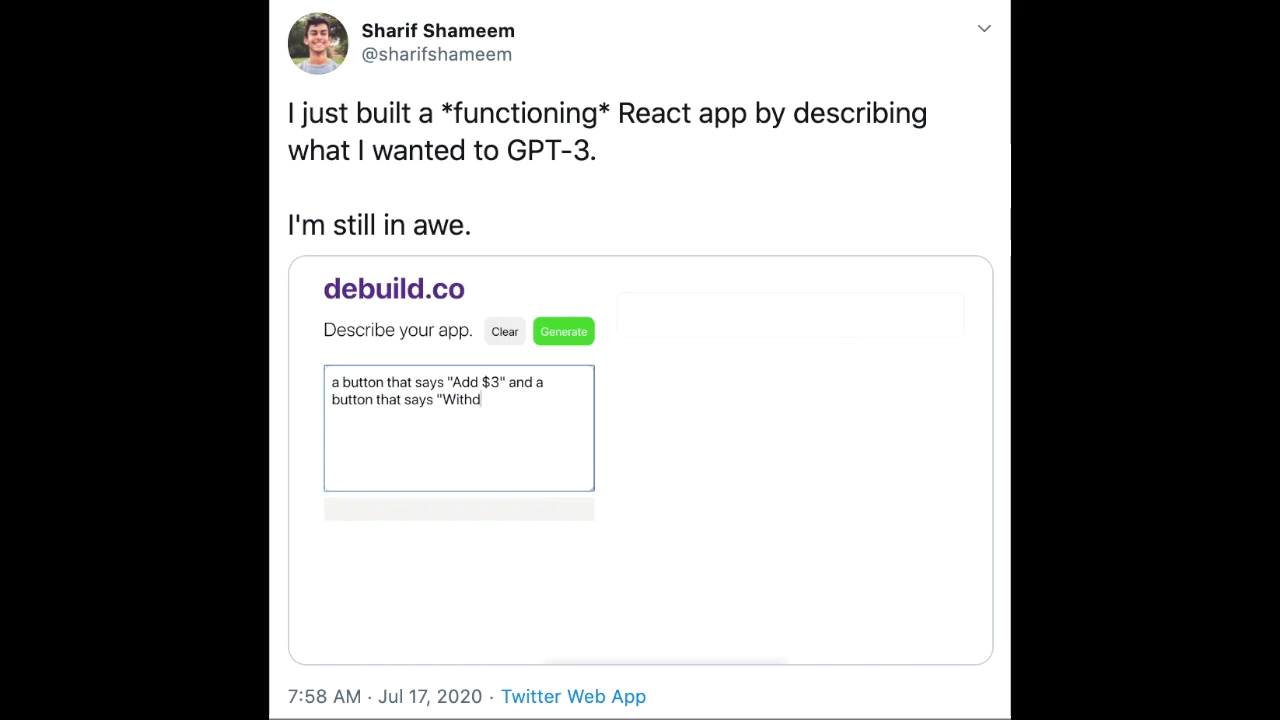 Sharif Shameem
@sharifshameem
I just built a *functioning* React app by describing
what I wanted to GPT-3.
I'm still in awe.
debuild.co
Describe your app. Clear Generate
a button that says "Add $3" and a
button that says "Withd
7:58 AM · Jul 17, 2020 · Twitter Web App